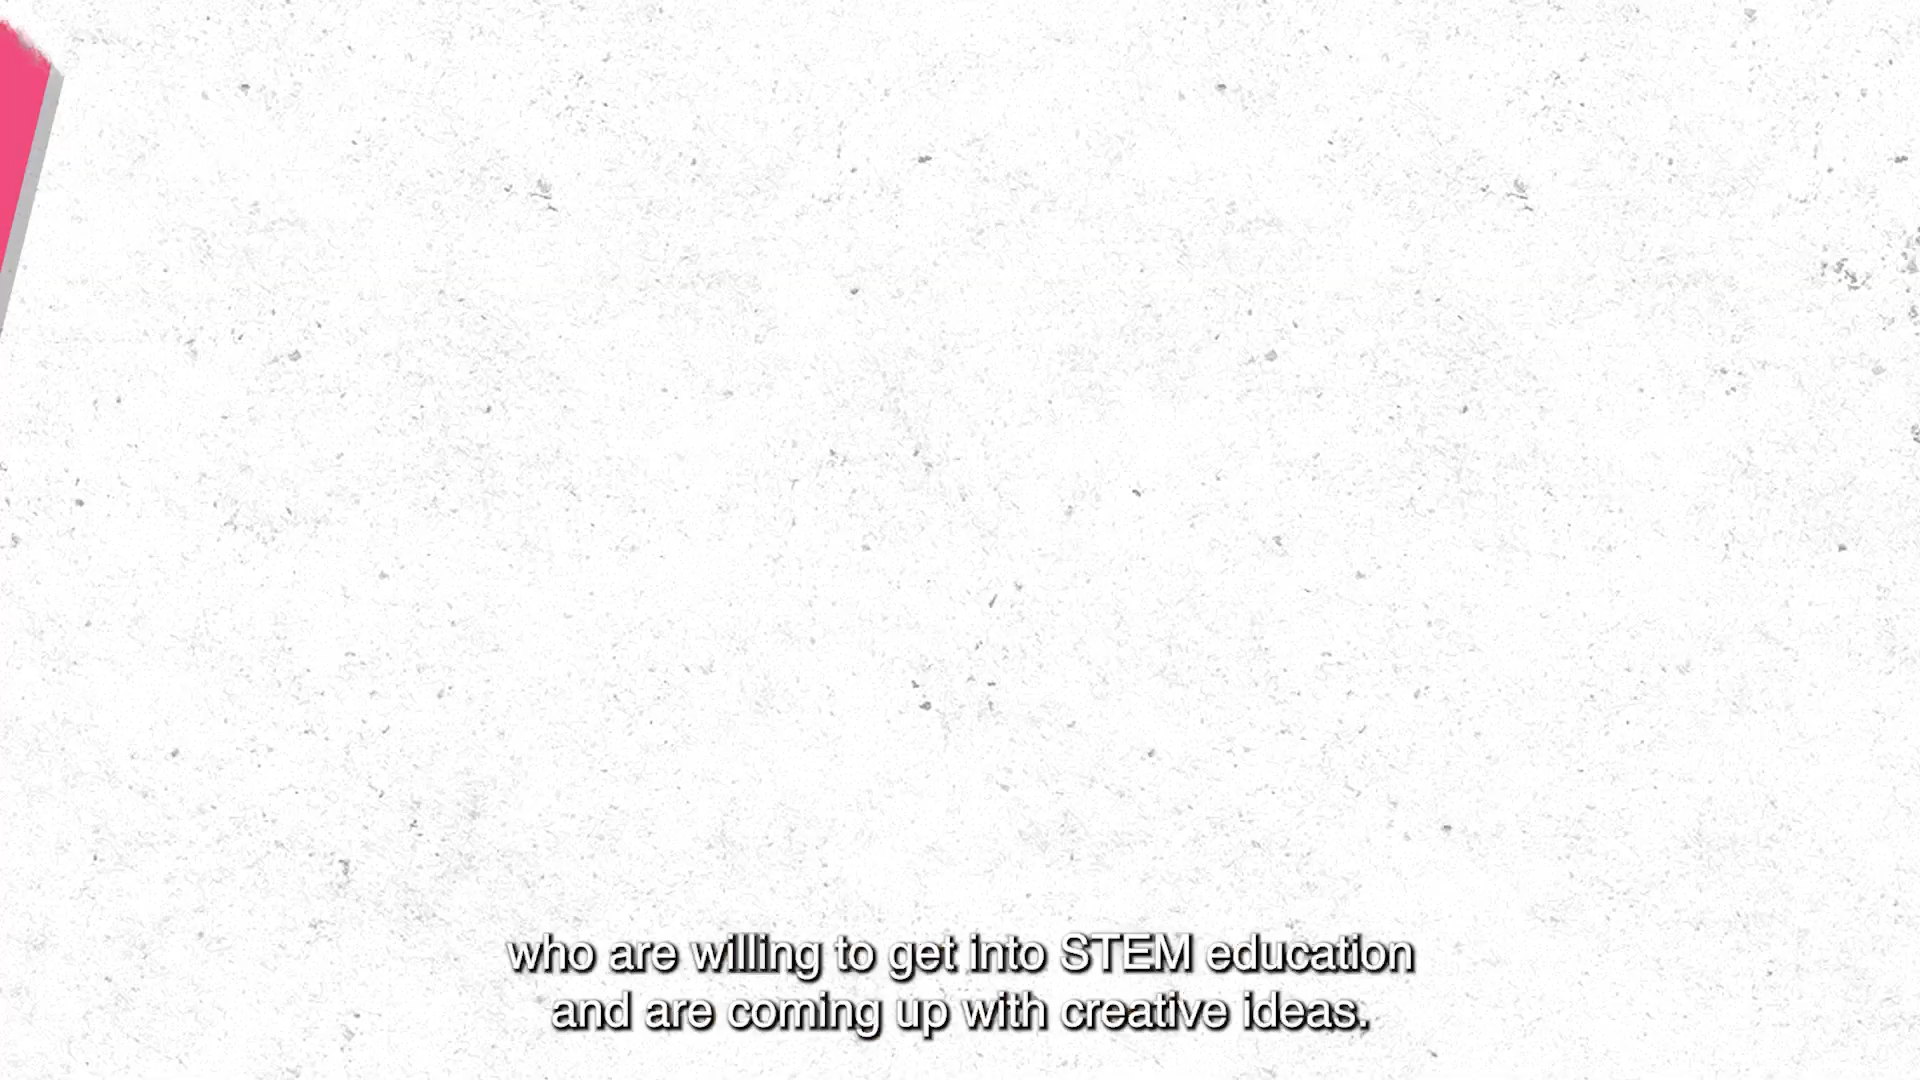 who are willing to get into STEM education
and are coming up with creative ideas.